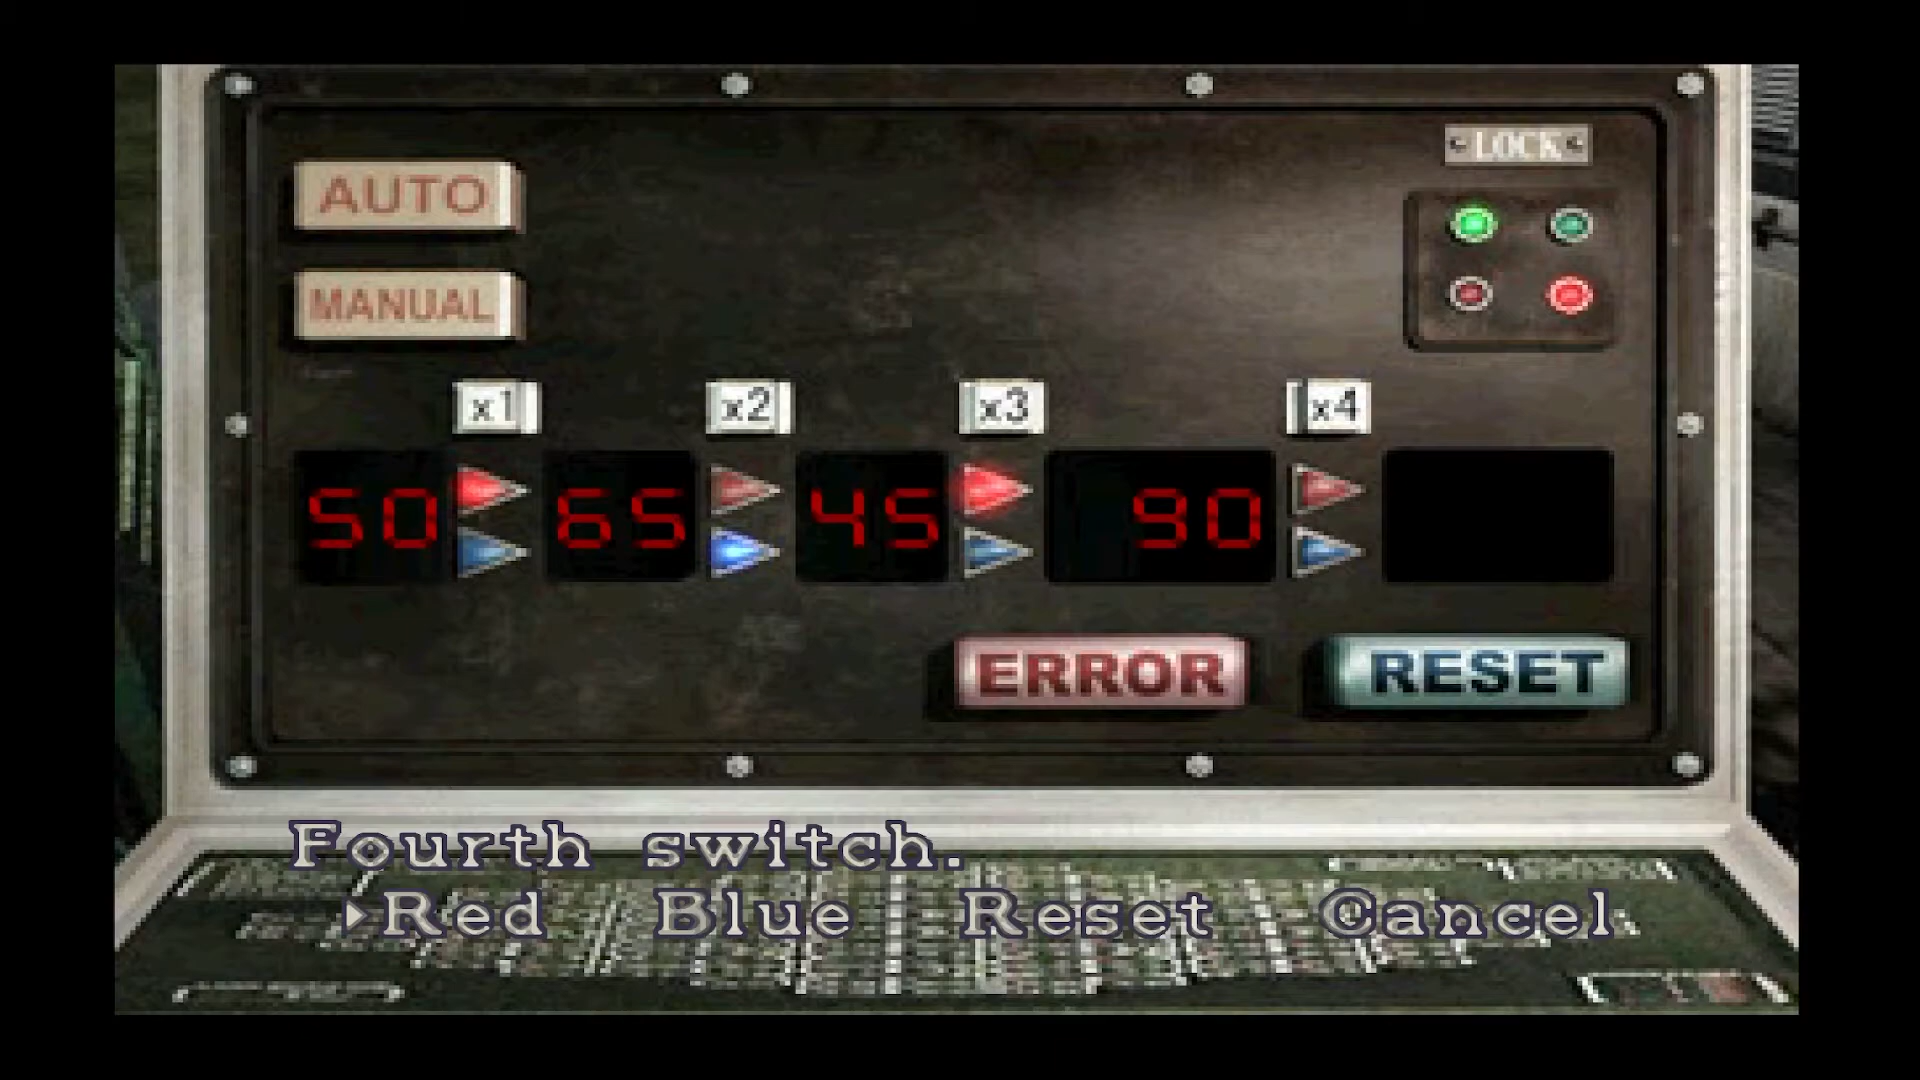 LOCK
AUTO
MANUAL
x1 x2 x3 x4
50 65 45 90
ERROR RESET
Fourth switch.
Red Blue Reset Cancel